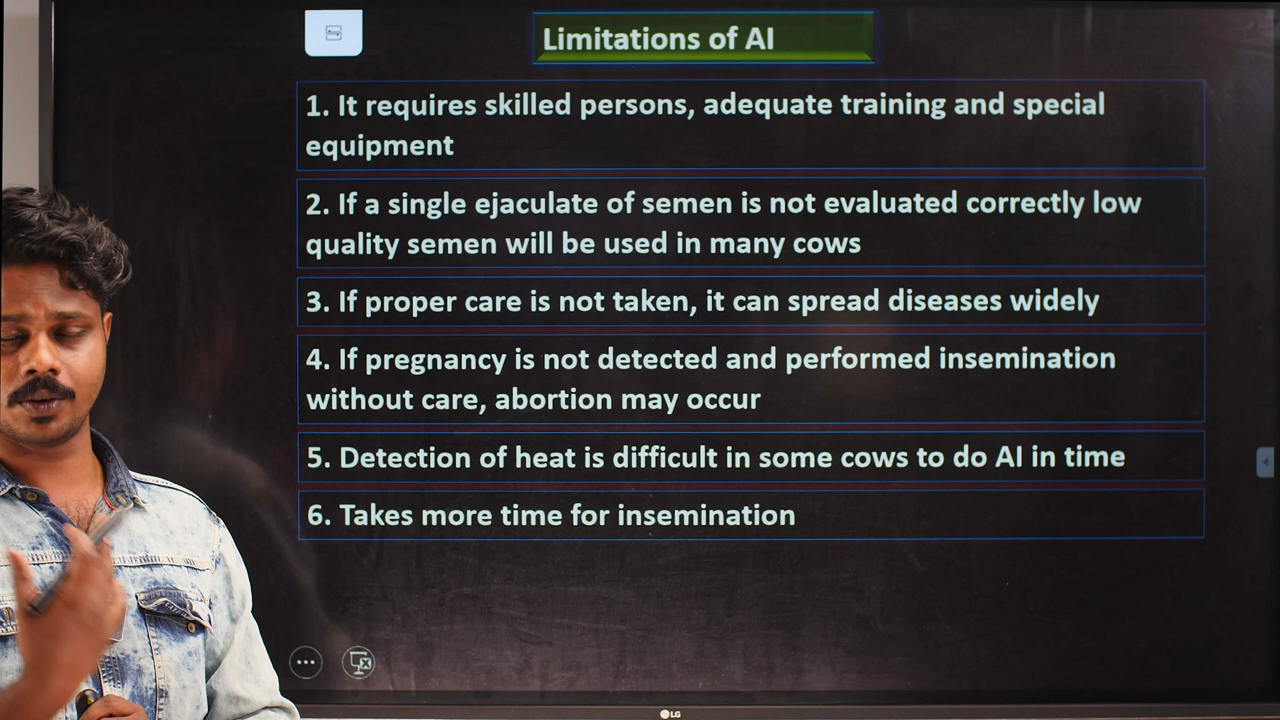 Limitations of AI
1. It requires skilled persons, adequate training and special
equipment
2. If a single ejaculate of semen is not evaluated correctly low
quality semen will be used in many cows
3. If proper care is not taken, it can spread diseases widely
4. If pregnancy is not detected and performed insemination
without care, abortion may occur
5. Detection of heat is difficult in some cows to do AI in time
6. Takes more time for insemination
LG